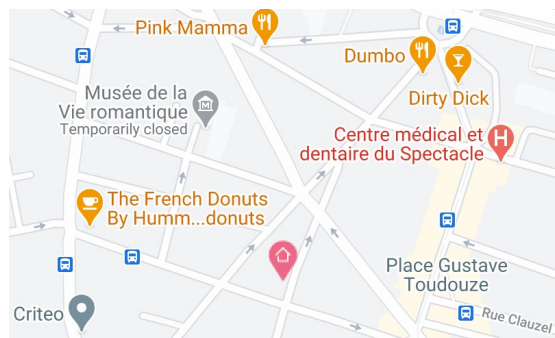 Pink Mamma
Dumbo
Dirty Dick
Musée de la
Vie romantique
Temporarily closed
Centre médical et
dentaire du Spectacle
H
The French Donuts
By Humm...donuts
Place Gustave
Toudouze
Criteo
Rue Clauzel